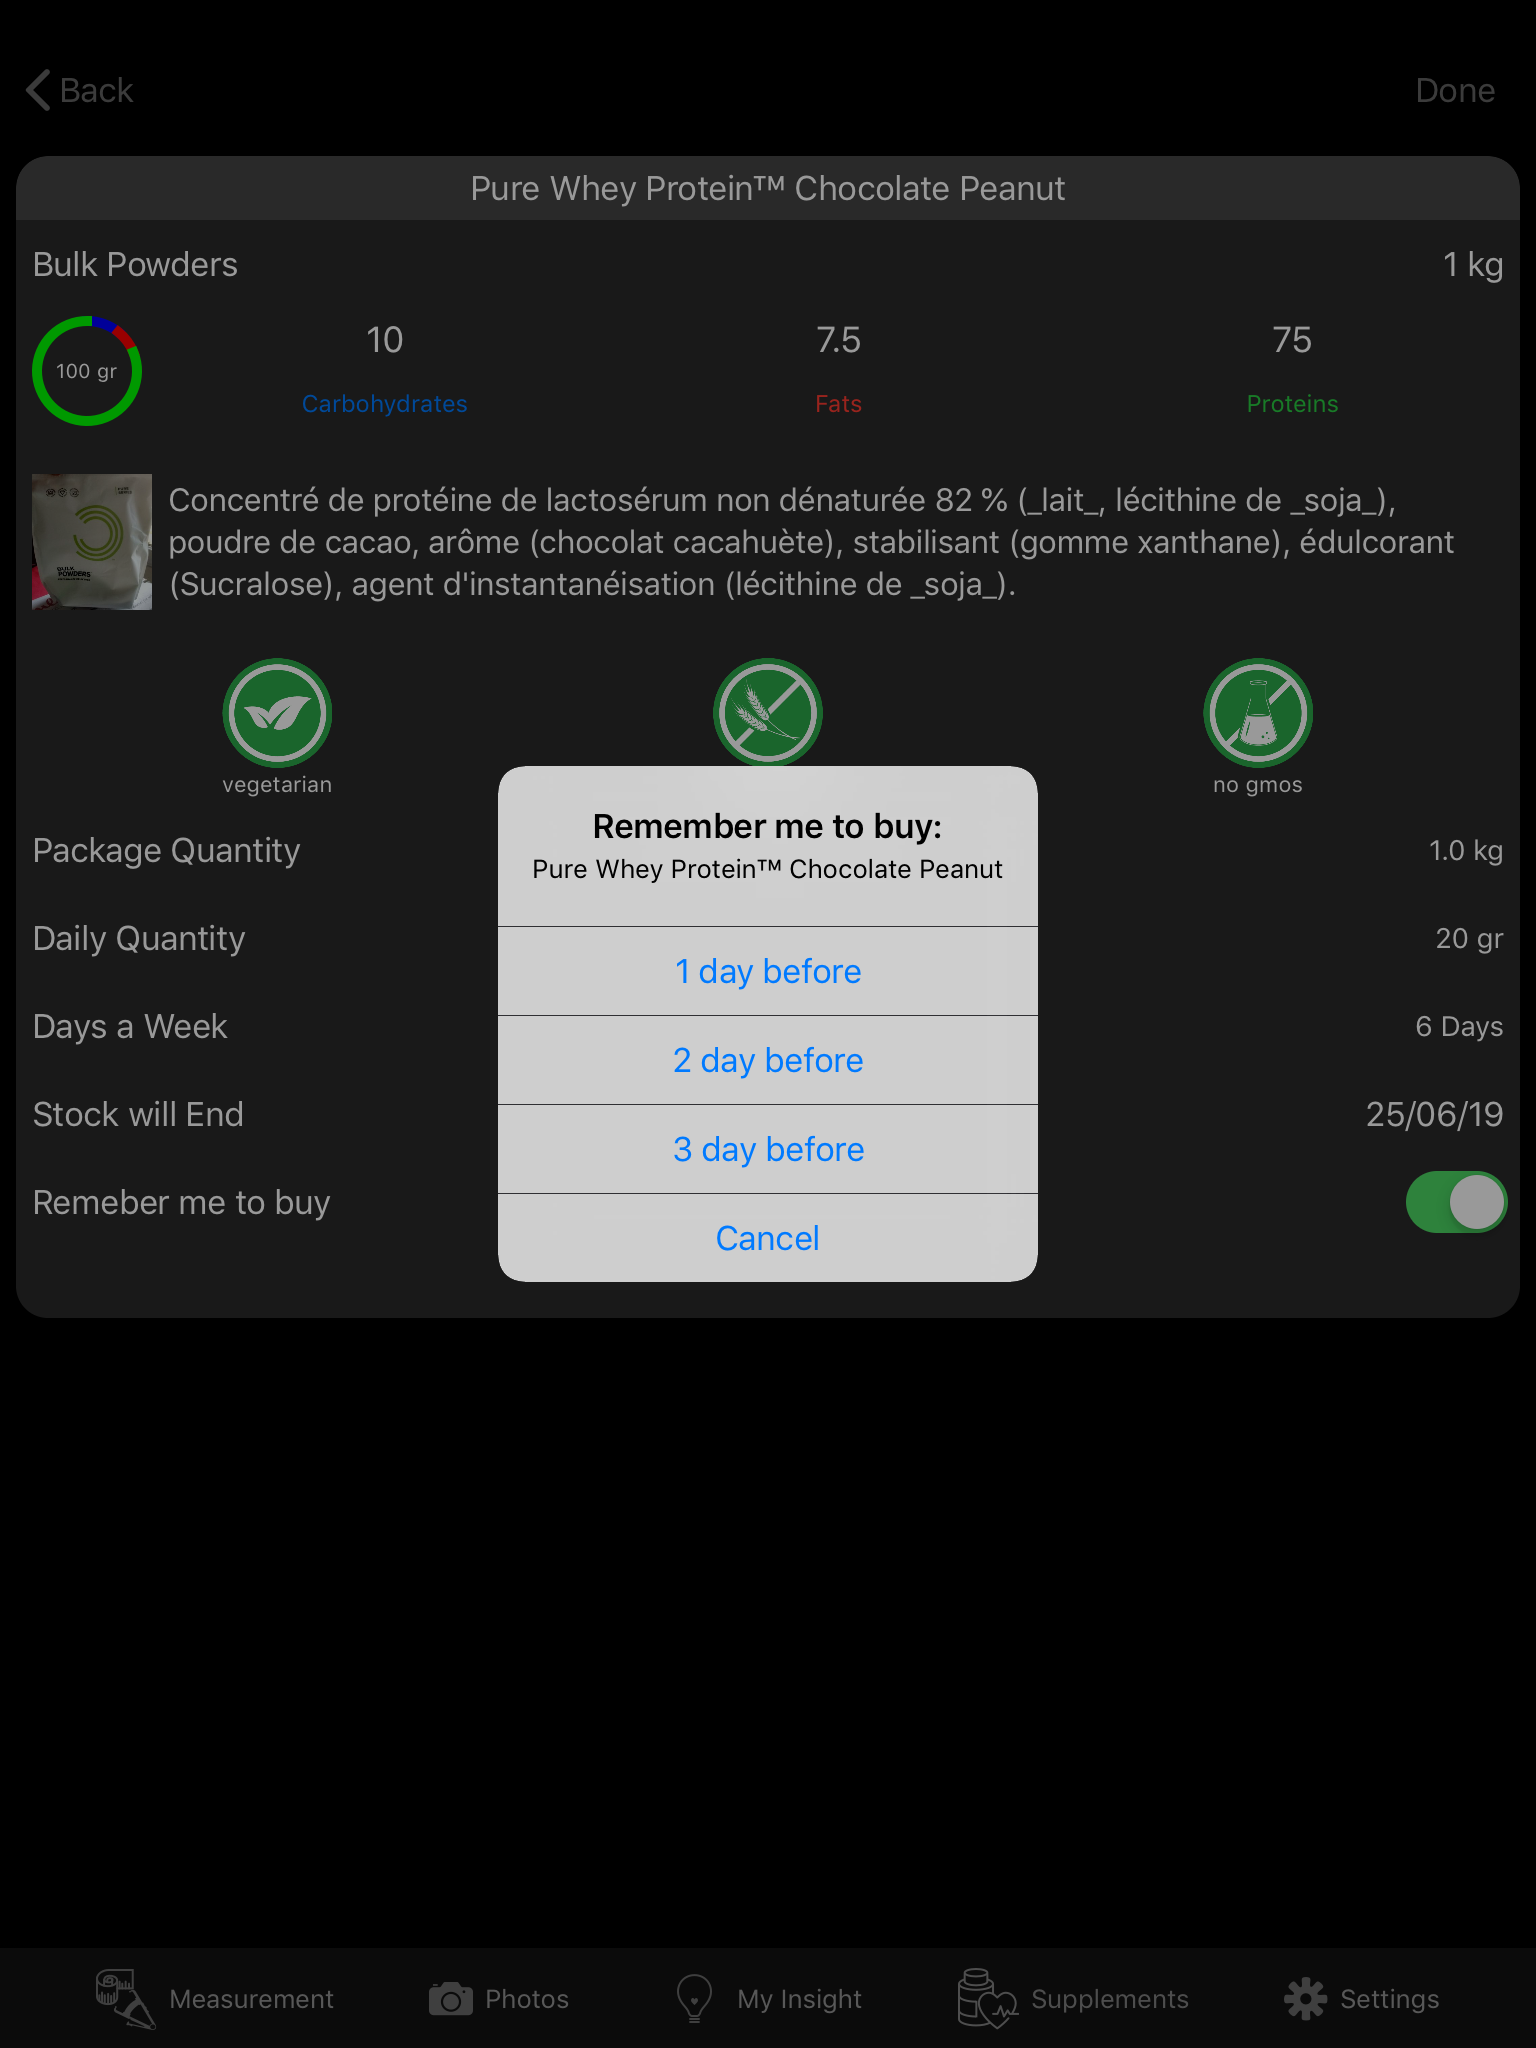 Back
Done
Pure Whey Protein™ Chocolate Peanut
Bulk Powders
1 kg
100 gr
10
7.5
75
Carbohydrates
Fats
Proteins
BULK
POWDERS
Concentré de protéine de lactosérum non dénaturée 82 % (_lait_, lécithine de _soja_),
poudre de cacao, arôme (chocolat cacahuète), stabilisant (gomme xanthane), édulcorant
(Sucralose), agent d'instantanéisation (lécithine de _soja_).
vegetarian
no gmos
Remember me to buy:
Pure Whey Protein™ Chocolate Peanut
1 day before
2 day before
3 day before
Cancel
Package Quantity
1.0 kg
Daily Quantity
20 gr
Days a Week
6 Days
Stock will End
25/06/19
Remeber me to buy
Measurement
Photos
My Insight
Supplements
Settings